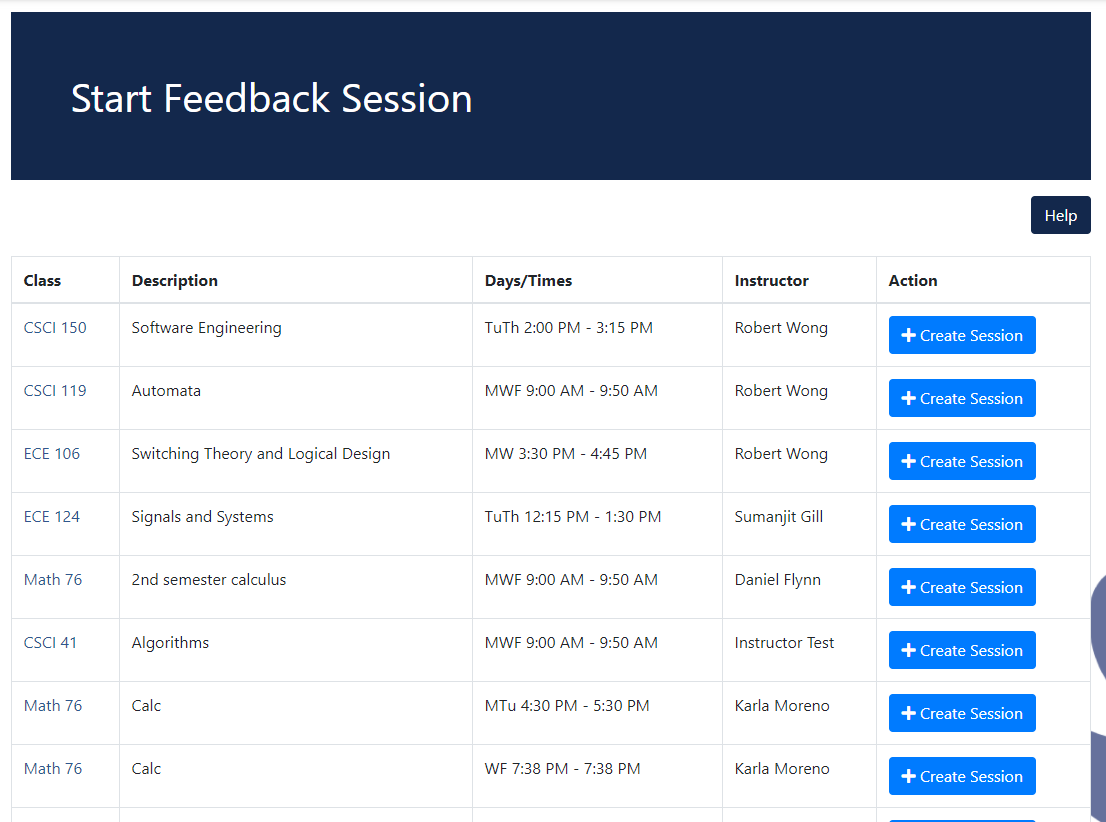 Start Feedback Session
Help
Class Description Days/Times Instructor Action
CSCI 150 Software Engineering TuTh 2:00 PM - 3:15 PM Robert Wong Create Session
CSCI 119 Automata MWF 9:00 AM - 9:50 AM Robert Wong Create Session
ECE 106 Switching Theory and Logical Design MW 3:30 PM - 4:45 PM Robert Wong Create Session
ECE 124 Signals and Systems TuTh 12:15 PM - 1:30 PM Sumanjit Gill Create Session
Math 76 2nd semester calculus MWF 9:00 AM - 9:50 AM Daniel Flynn Create Session
CSCI 41 Algorithms MWF 9:00 AM - 9:50 AM Instructor Test Create Session
Math 76 Calc MTu 4:30 PM - 5:30 PM Karla Moreno Create Session
Math 76 Calc WF 7:38 PM - 7:38 PM Karla Moreno Create Session